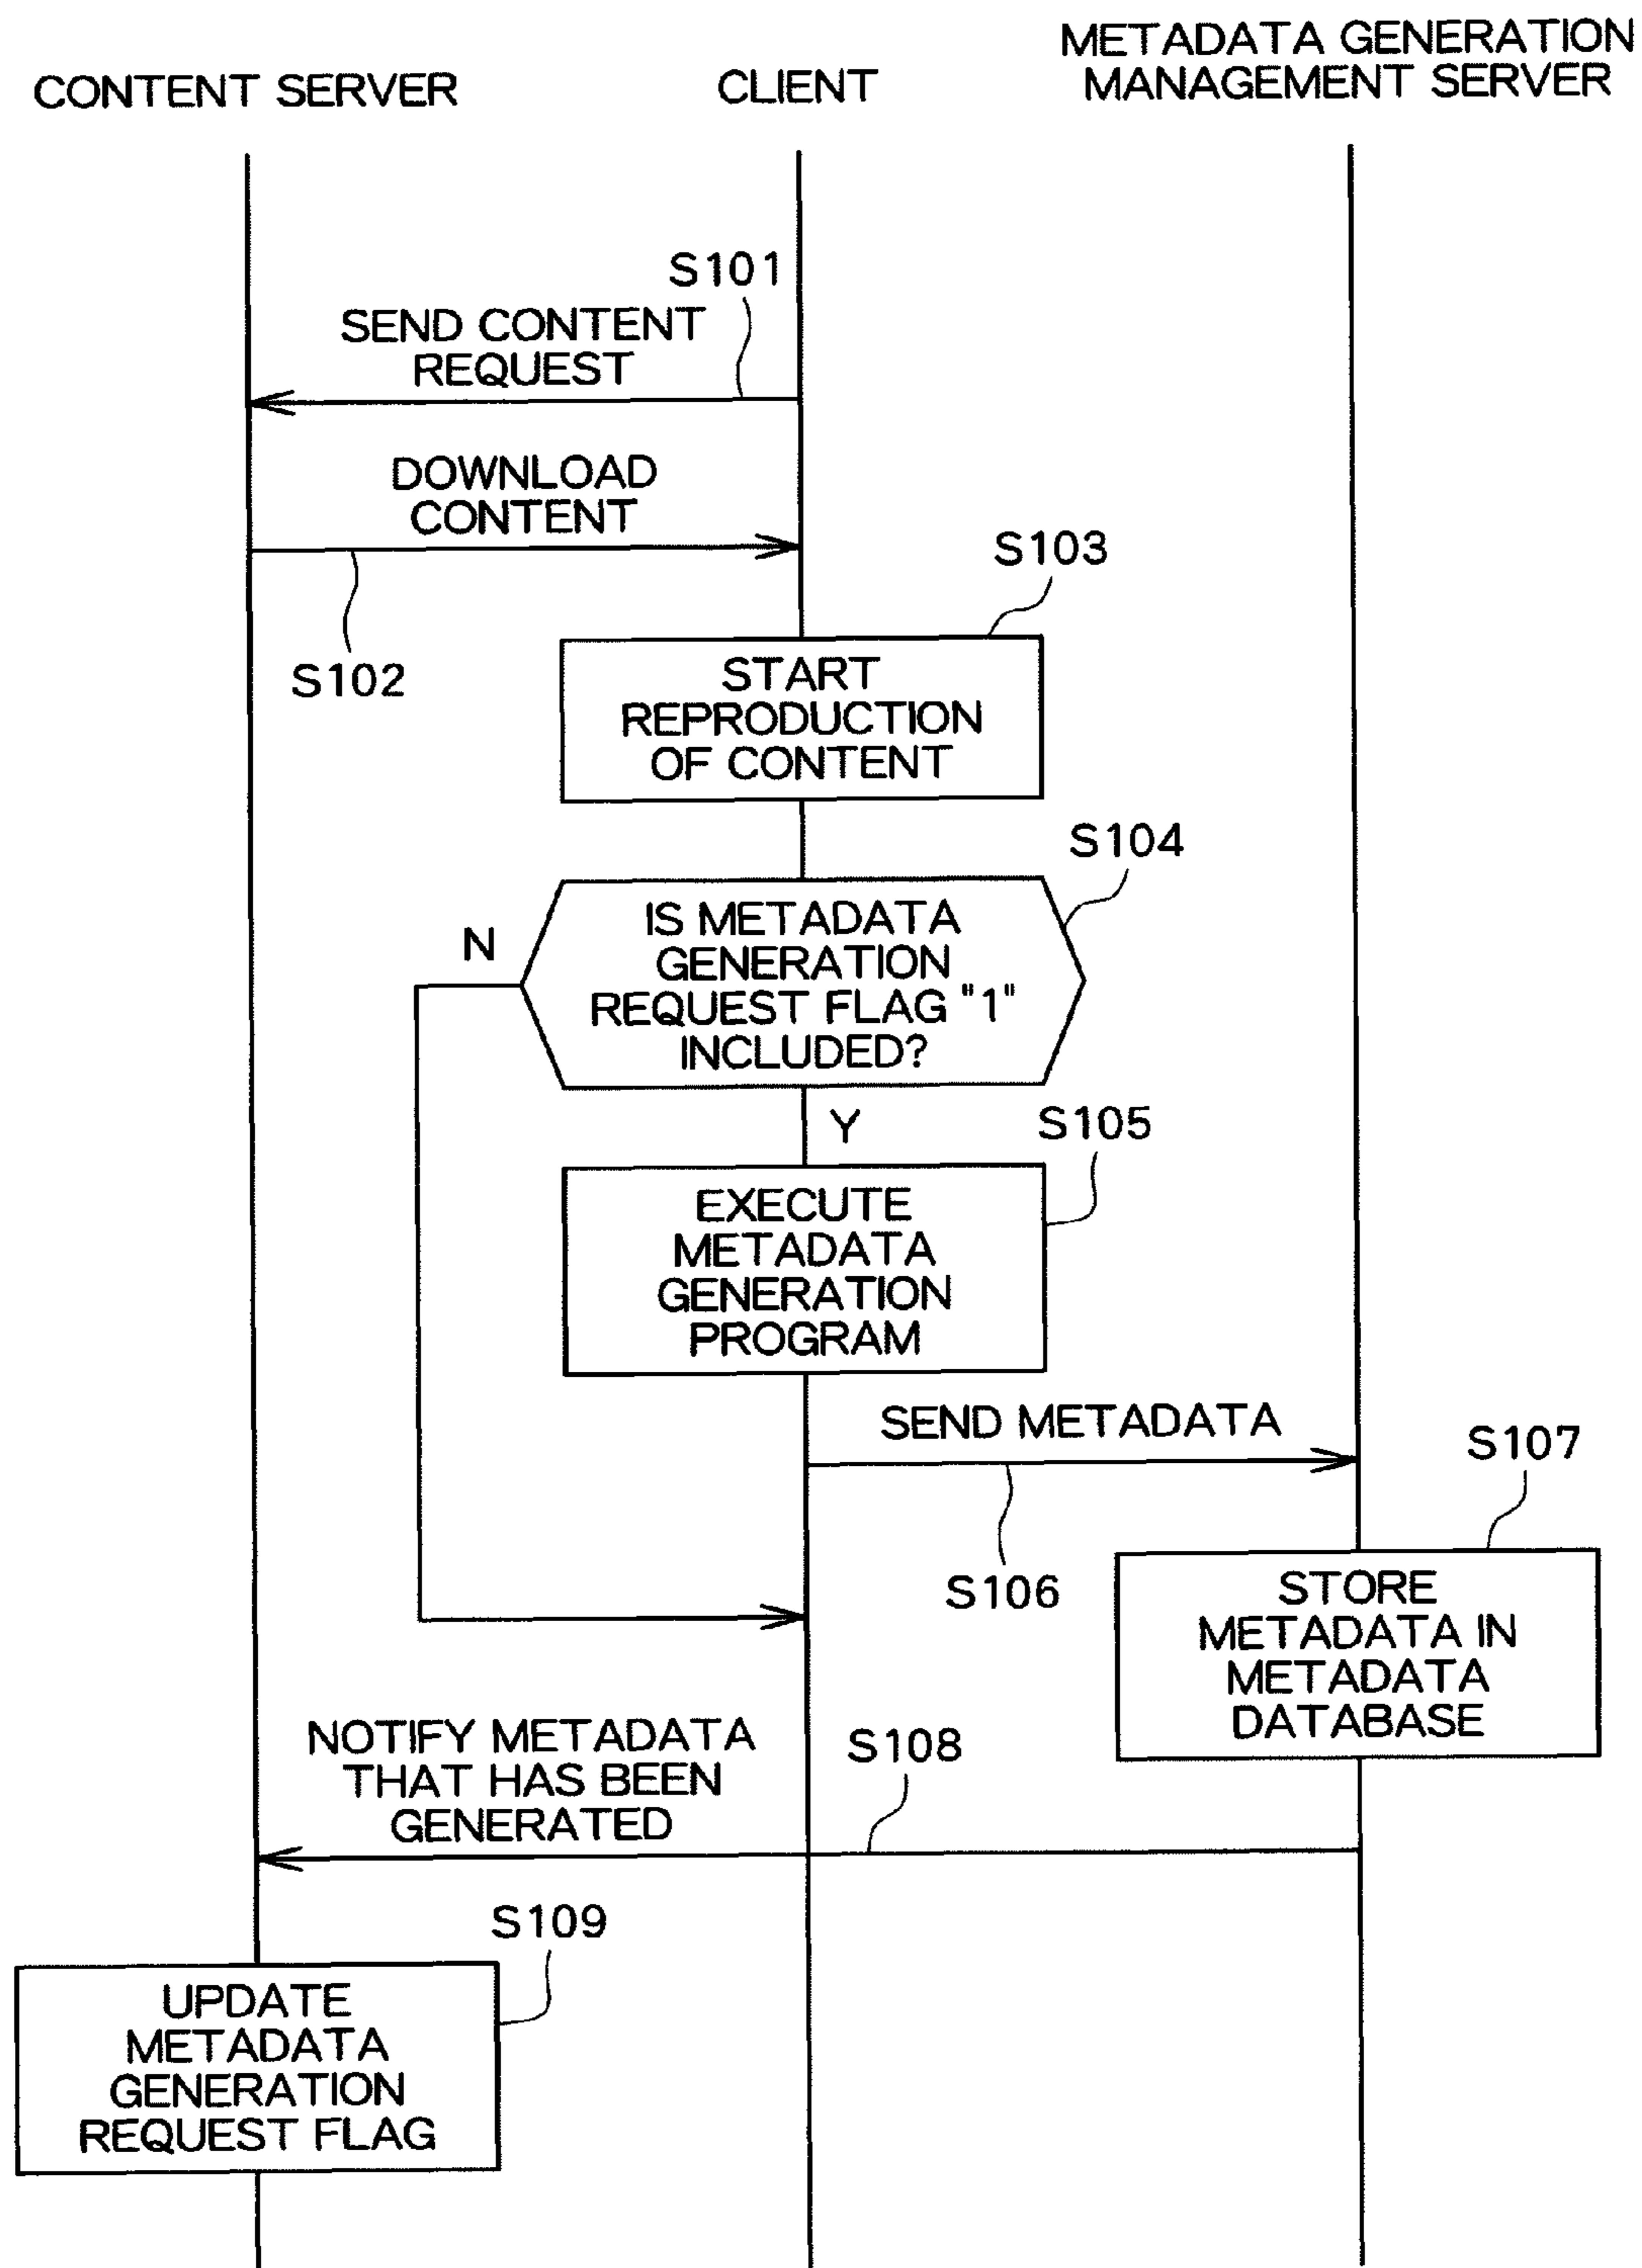 CONTENT SERVER
CLIENT
METADATA GENERATION
MANAGEMENT SERVER
S101
SEND CONTENT
REQUEST
DOWNLOAD
CONTENT
S102
S103
START
REPRODUCTION
OF CONTENT
S104
N
IS METADATA
GENERATION
REQUEST FLAG "1"
INCLUDED?
Y
S105
EXECUTE
METADATA
GENERATION
PROGRAM
SEND METADATA
S106
S107
STORE
METADATA IN
METADATA
DATABASE
NOTIFY METADATA
THAT HAS BEEN
GENERATED
S108
S109
UPDATE
METADATA
GENERATION
REQUEST FLAG